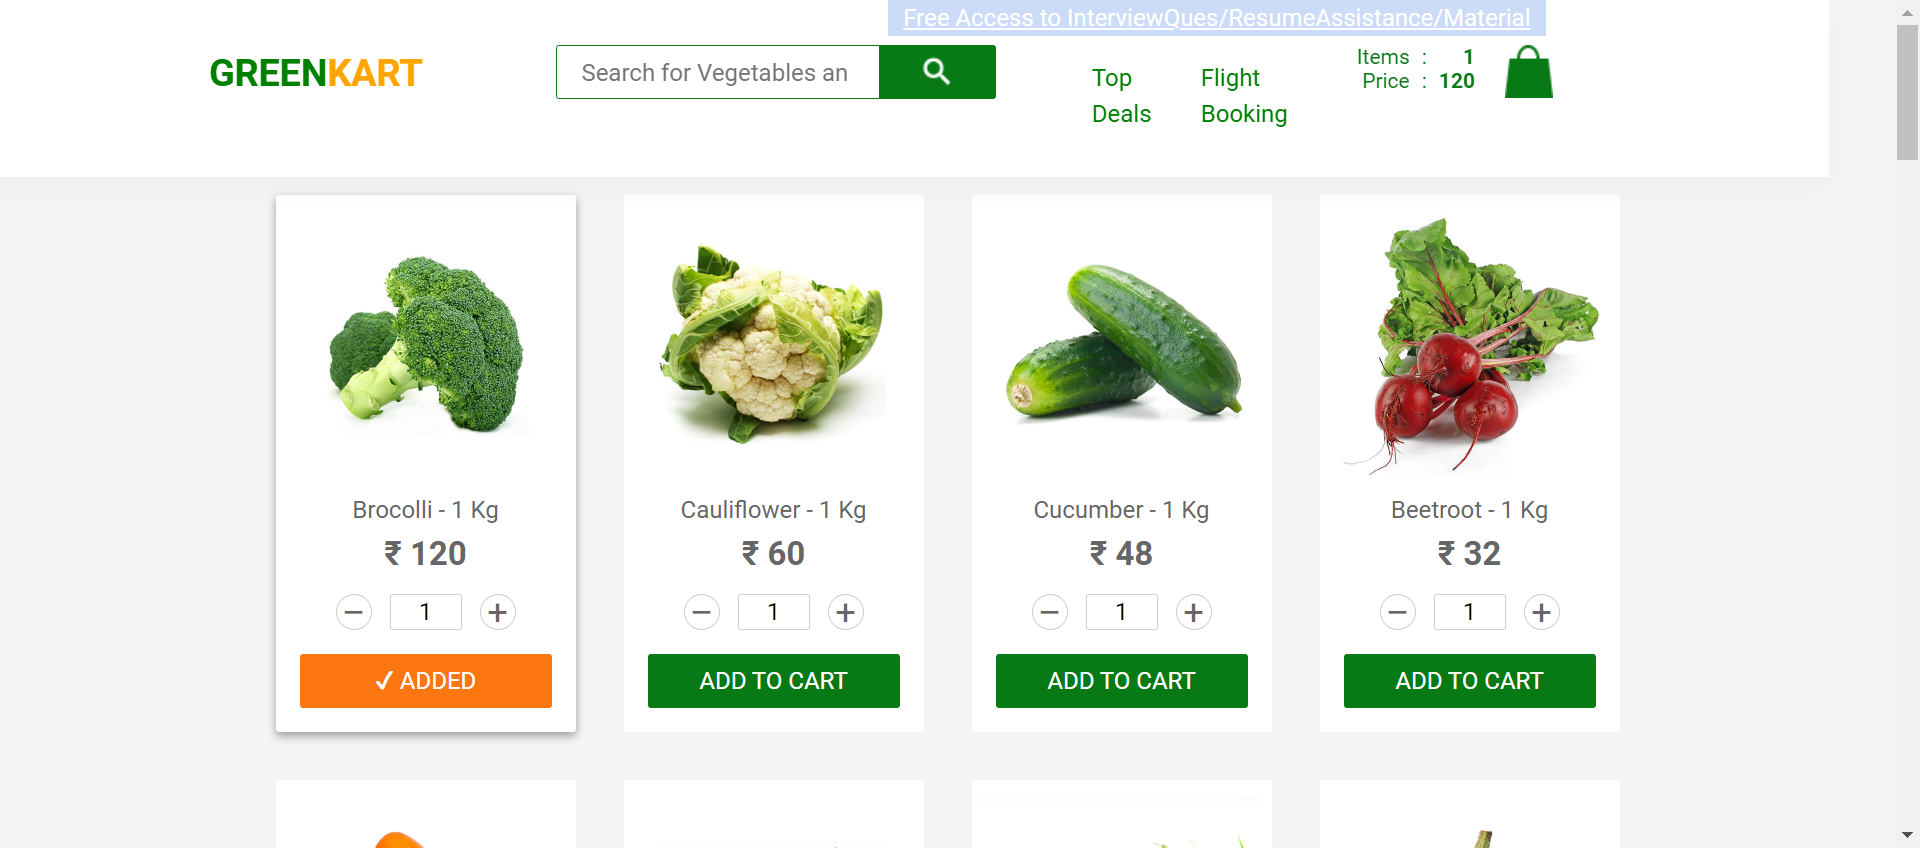 Free Access to InterviewQues/ResumeAssistance/Material
GREENKART
Search for Vegetables an
Top
Deals
Flight
Booking
Items : 1
Price : 120
Brocolli - 1 Kg
₹ 120
− 1 +
✓ ADDED
Cauliflower - 1 Kg
₹ 60
− 1 +
ADD TO CART
Cucumber - 1 Kg
₹ 48
− 1 +
ADD TO CART
Beetroot - 1 Kg
₹ 32
− 1 +
ADD TO CART